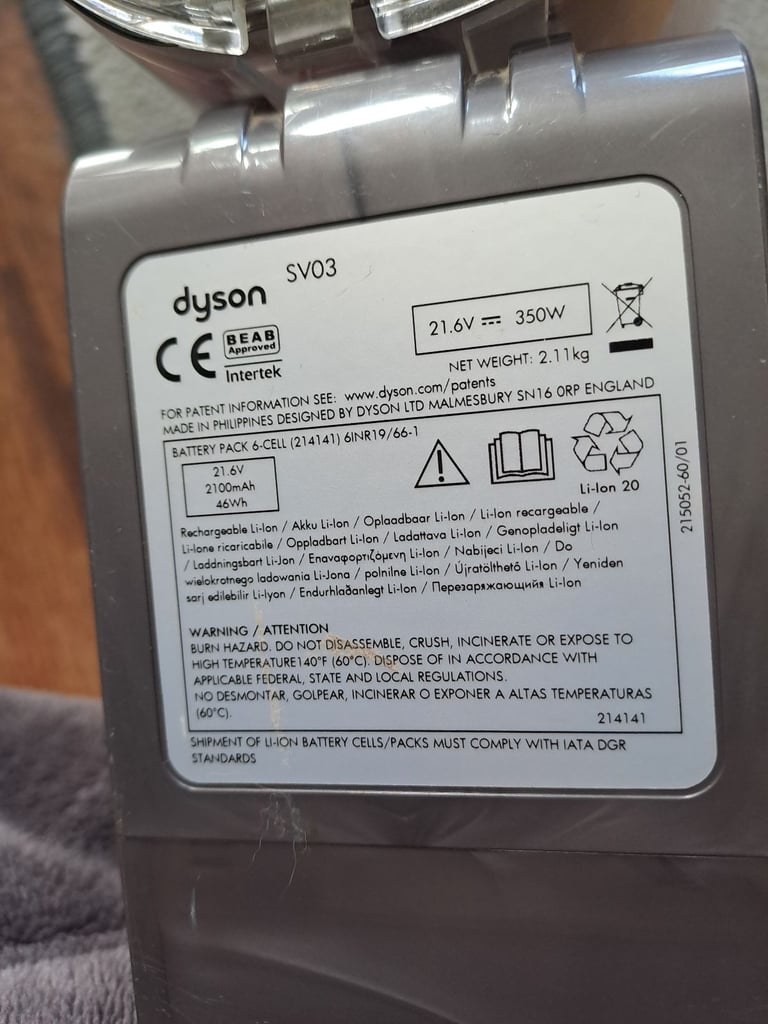 dyson SV03
CE BEAB Approved Intertek
21.6V ⎓ 350W
NET WEIGHT: 2.11kg
FOR PATENT INFORMATION SEE: www.dyson.com/patents
MADE IN PHILIPPINES DESIGNED BY DYSON LTD MALMESBURY SN16 0RP ENGLAND
BATTERY PACK 6-CELL (214141) 6INR19/66-1
21.6V
2100mAh
46Wh
Li-Ion 20
215052-60/01
Rechargeable Li-Ion / Akku Li-Ion / Oplaadbaar Li-Ion / Li-Ion recargeable /
Li-Ione ricaricabile / Oppladbart Li-Ion / Ladattava Li-Ion / Genopladeligt Li-Ion
/ Laddningsbart Li-Jon / Επαναφορτιζόμενη Li-Ion / Nabíjecí Li-Ion / Do
wielokrotnego ladowania Li-Jona / polnilne Li-Ion / Újratölthető Li-Ion / Yeniden
sarj edilebilir Li-Iyon / Endurhlaðanlegt Li-Ion / Перезаряжающийя Li-Ion
WARNING / ATTENTION
BURN HAZARD. DO NOT DISASSEMBLE, CRUSH, INCINERATE OR EXPOSE TO
HIGH TEMPERATURE140°F (60°C). DISPOSE OF IN ACCORDANCE WITH
APPLICABLE FEDERAL, STATE AND LOCAL REGULATIONS.
NO DESMONTAR, GOLPEAR, INCINERAR O EXPONER A ALTAS TEMPERATURAS
(60°C).
214141
SHIPMENT OF LI-ION BATTERY CELLS/PACKS MUST COMPLY WITH IATA DGR
STANDARDS